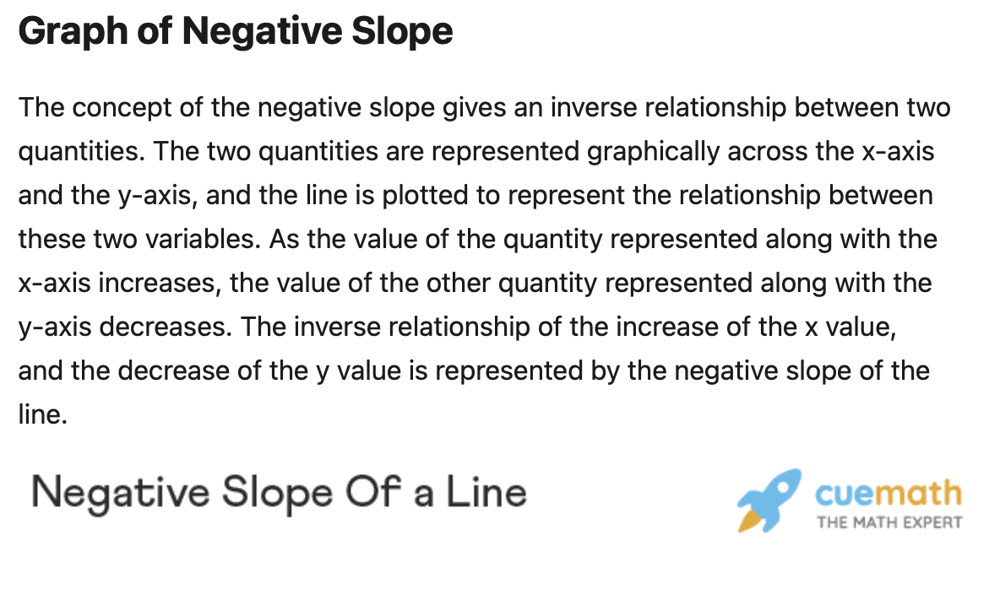 Graph of Negative Slope
The concept of the negative slope gives an inverse relationship between two
quantities. The two quantities are represented graphically across the x-axis
and the y-axis, and the line is plotted to represent the relationship between
these two variables. As the value of the quantity represented along with the
x-axis increases, the value of the other quantity represented along with the
y-axis decreases. The inverse relationship of the increase of the x value,
and the decrease of the y value is represented by the negative slope of the
line.
Negative Slope Of a Line
cuemath
THE MATH EXPERT